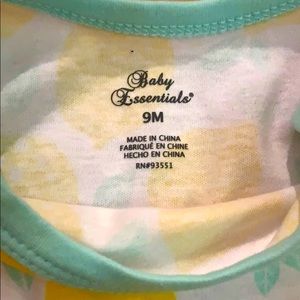 Baby
Essentials®
9M
MADE IN CHINA
FABRIQUÉ EN CHINE
HECHO EN CHINA
RN#93551